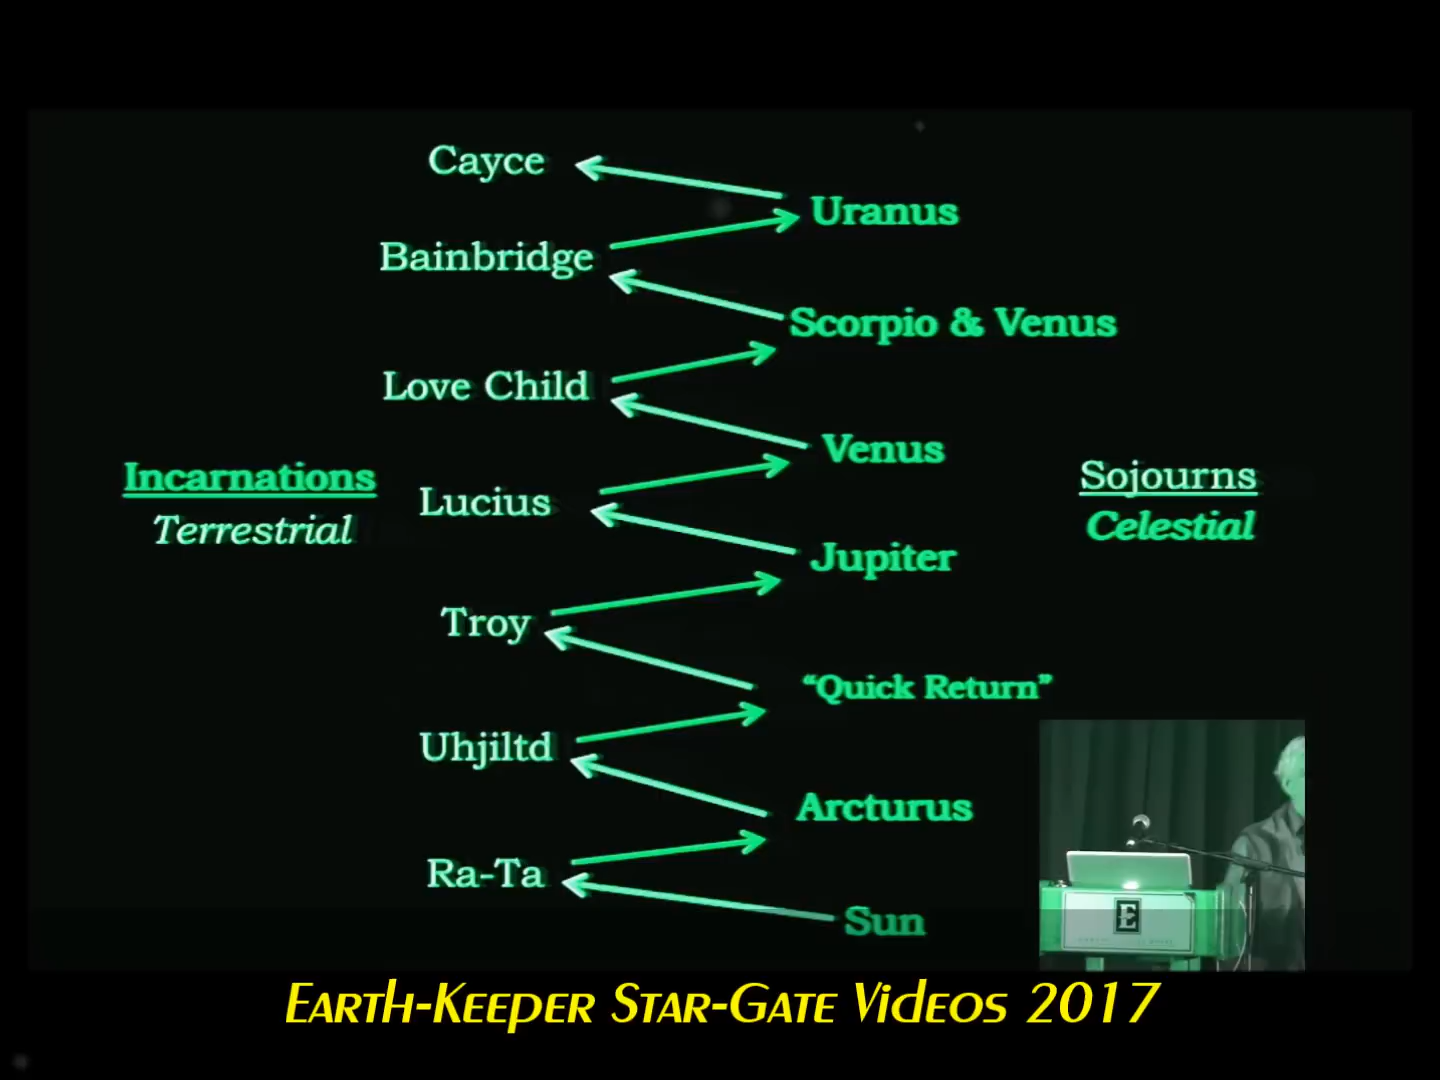 Cayce
Uranus
Bainbridge
Scorpio & Venus
Love Child
Venus
Incarnations
Terrestrial
Lucius
Sojourns
Celestial
Jupiter
Troy
“Quick Return”
Uhjiltd
Arcturus
Ra-Ta
Sun
E
Earth-Keeper Star-Gate Videos 2017